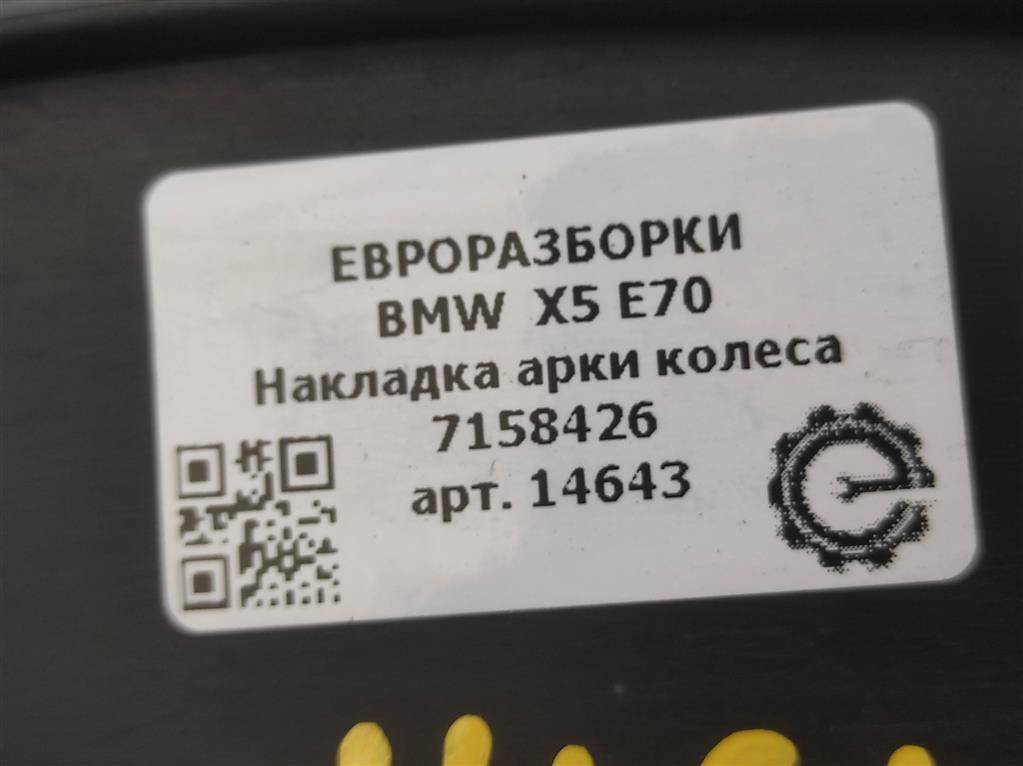 ЕВРОРАЗБОРКИ
BMW X5 E70
Накладка арки колеса
7158426
арт. 14643